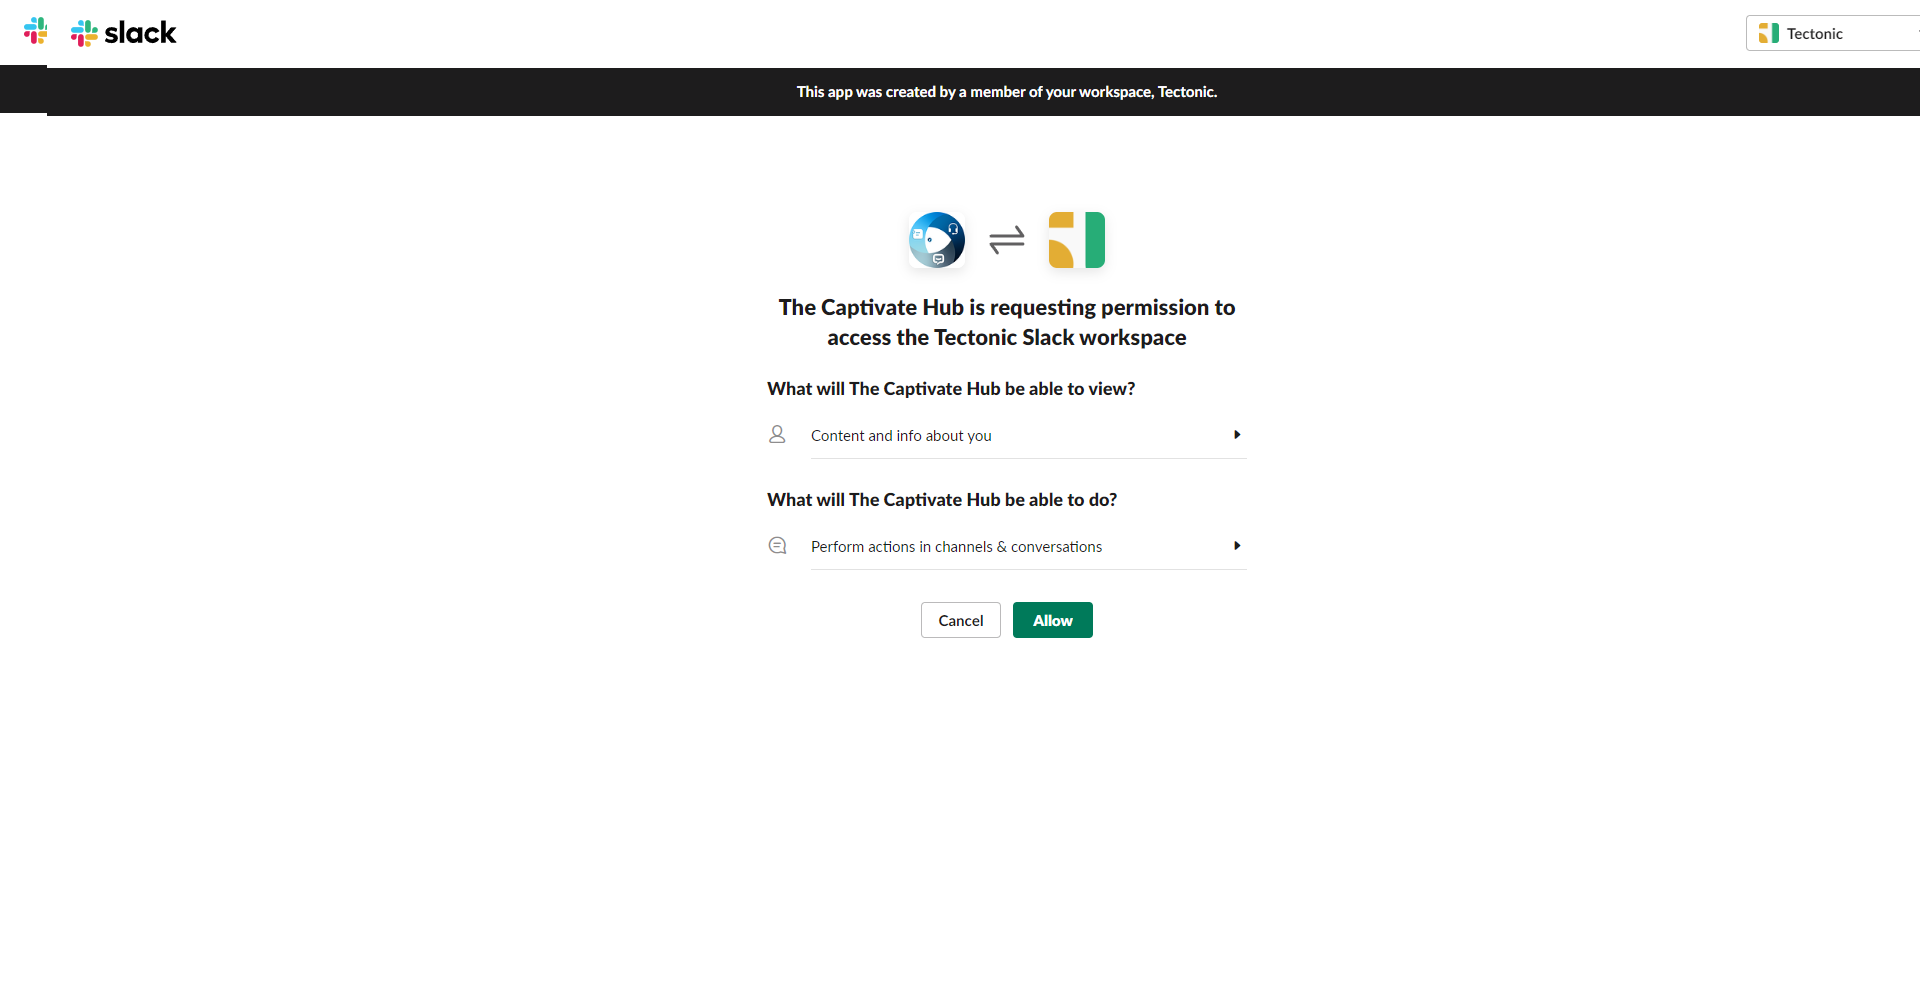 slack
Tectonic
This app was created by a member of your workspace, Tectonic.
The Captivate Hub is requesting permission to
access the Tectonic Slack workspace
What will The Captivate Hub be able to view?
Content and info about you
What will The Captivate Hub be able to do?
Perform actions in channels & conversations
Cancel
Allow